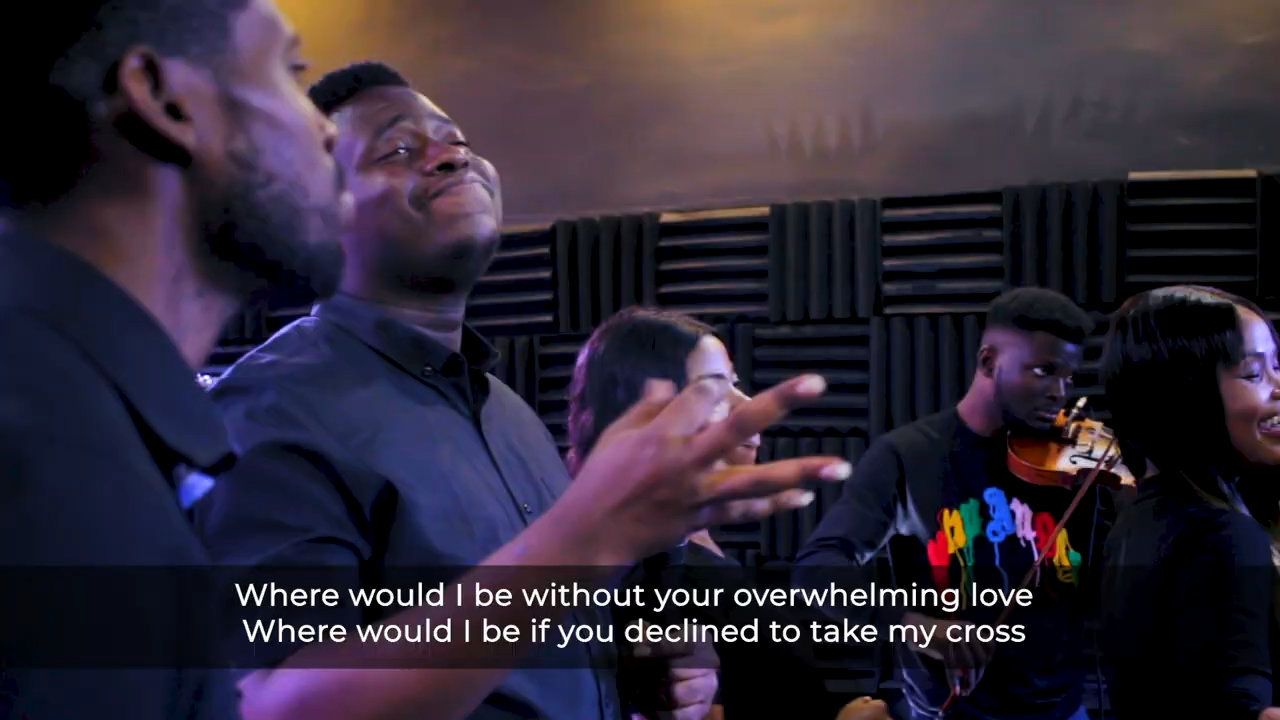 Where would I be without your overwhelming love
Where would I be if you declined to take my cross